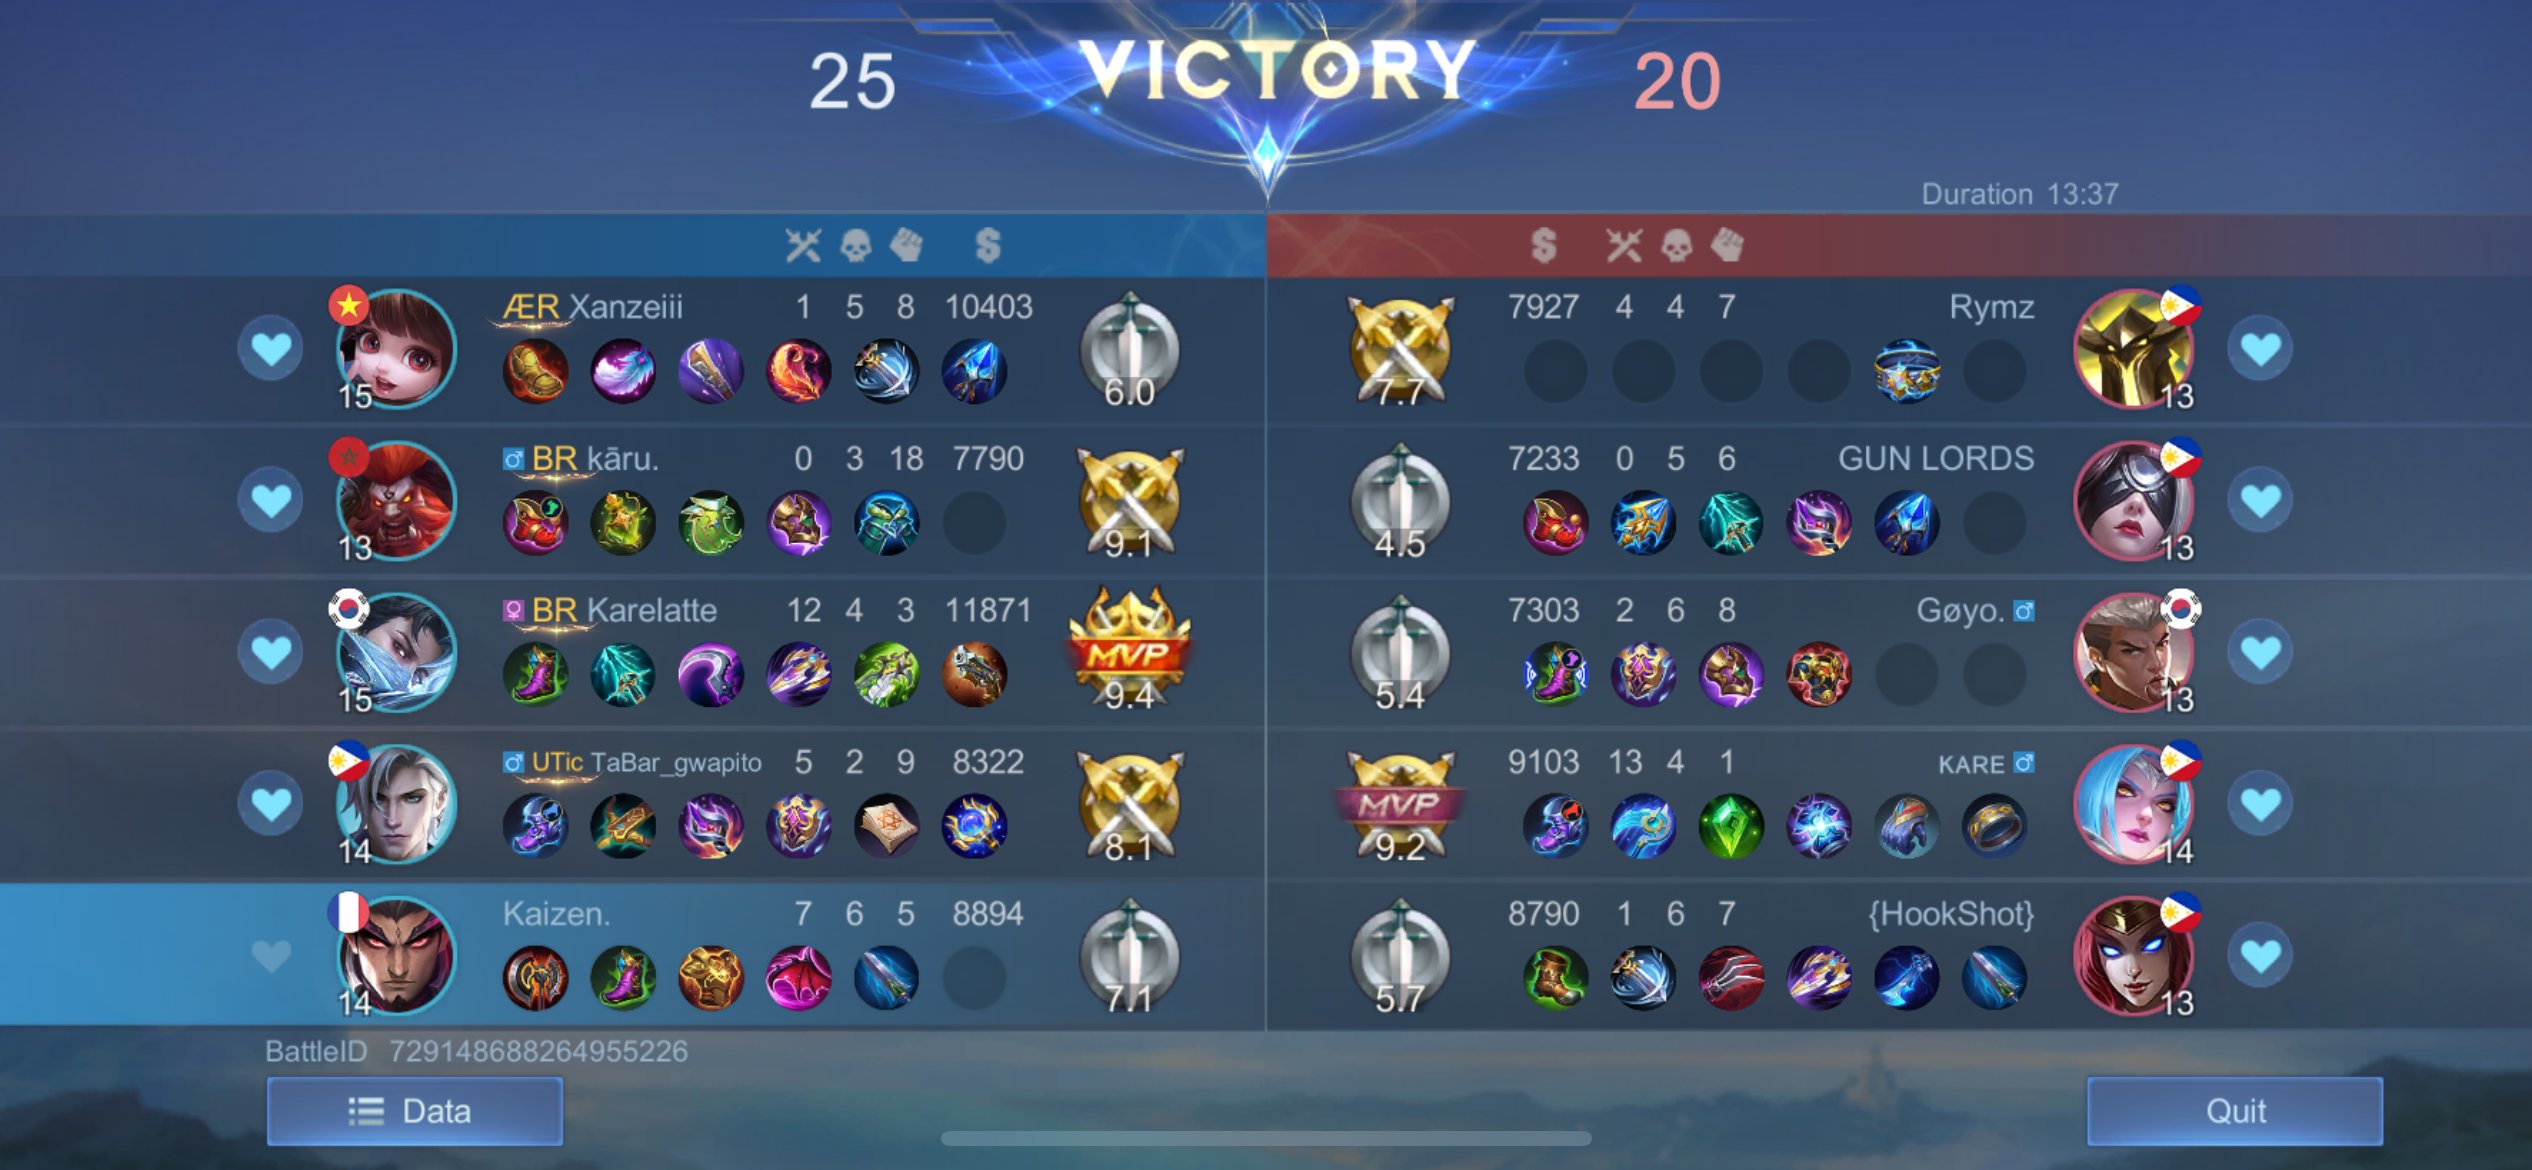 25 VICTORY 20
Duration 13:37
ÆR Xanzeiii 1 5 8 10403
15 6.0
7927 4 4 7 Rymz
7.7 13
BR kāru. 0 3 18 7790
13 9.1
7233 0 5 6 GUN LORDS
4.5 13
BR Karelatte 12 4 3 11871
MVP
15 9.4
7303 2 6 8 Gøyo.
5.4 13
UTic TaBar_gwapito 5 2 9 8322
14 8.1
9103 13 4 1 KARE
MVP
9.2 14
Kaizen. 7 6 5 8894
14 7.1
8790 1 6 7 {HookShot}
5.7 13
BattleID 729148688264955226
Data
Quit